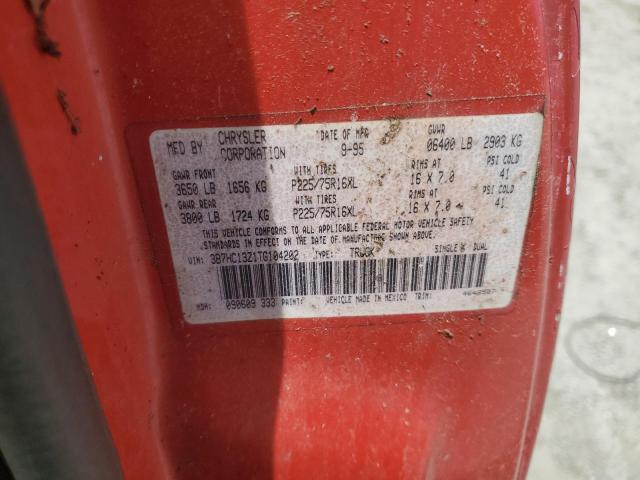 MFD BY CHRYSLER CORPORATION DATE OF MFR 9-95 GVWR 06400 LB 2903 KG
GAWR FRONT WITH TIRES RIMS AT PSI COLD
3650 LB 1656 KG P225/75R16XL 16 X 7.0 41
GAWR REAR WITH TIRES RIMS AT PSI COLD
3800 LB 1724 KG P225/75R16XL 16 X 7.0 41
THIS VEHICLE CONFORMS TO ALL APPLICABLE FEDERAL MOTOR VEHICLE SAFETY
STANDARDS IN EFFECT ON THE DATE OF MANUFACTURE SHOWN ABOVE.
VIN: 3B7HC13Z1TG104202 TYPE: TRUCK SINGLE X DUAL
MDH: 090609 333 PAINT: VEHICLE MADE IN MEXICO TRIM: